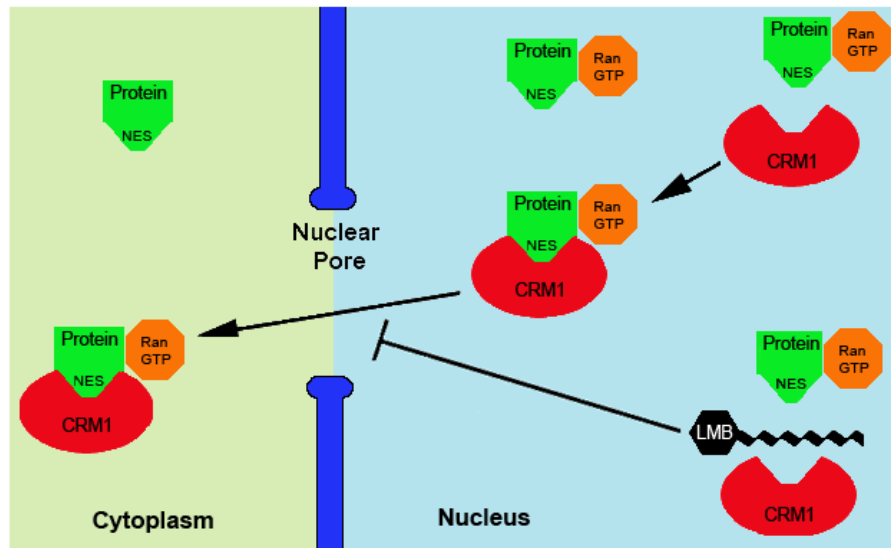 Protein
NES
Protein
NES
Ran
GTP
Protein
NES
Ran
GTP
CRM1
Nuclear
Pore
Protein
NES
Ran
GTP
CRM1
Protein
NES
Ran
GTP
CRM1
Protein
NES
Ran
GTP
LMB
CRM1
Cytoplasm
Nucleus